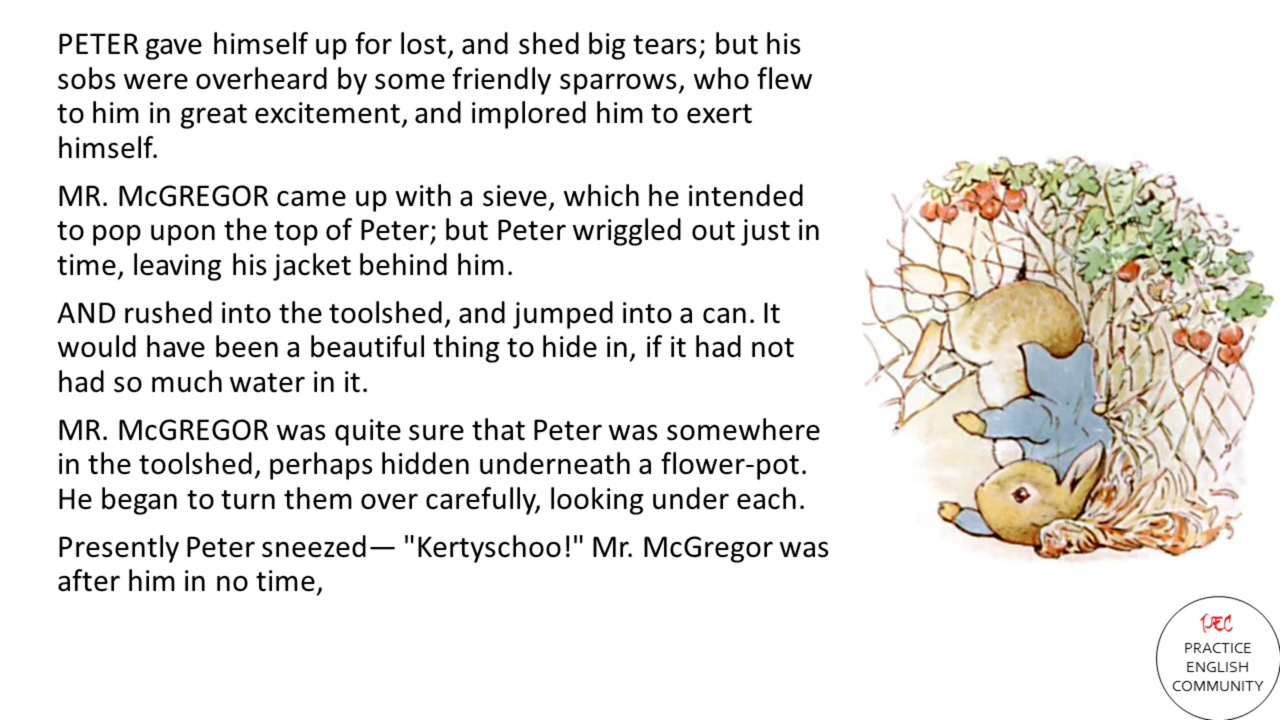 PETER gave himself up for lost, and shed big tears; but his
sobs were overheard by some friendly sparrows, who flew
to him in great excitement, and implored him to exert
himself.
MR. McGREGOR came up with a sieve, which he intended
to pop upon the top of Peter; but Peter wriggled out just in
time, leaving his jacket behind him.
AND rushed into the toolshed, and jumped into a can. It
would have been a beautiful thing to hide in, if it had not
had so much water in it.
MR. McGREGOR was quite sure that Peter was somewhere
in the toolshed, perhaps hidden underneath a flower-pot.
He began to turn them over carefully, looking under each.
Presently Peter sneezed— "Kertyschoo!" Mr. McGregor was
after him in no time,
PEC
PRACTICE
ENGLISH
COMMUNITY